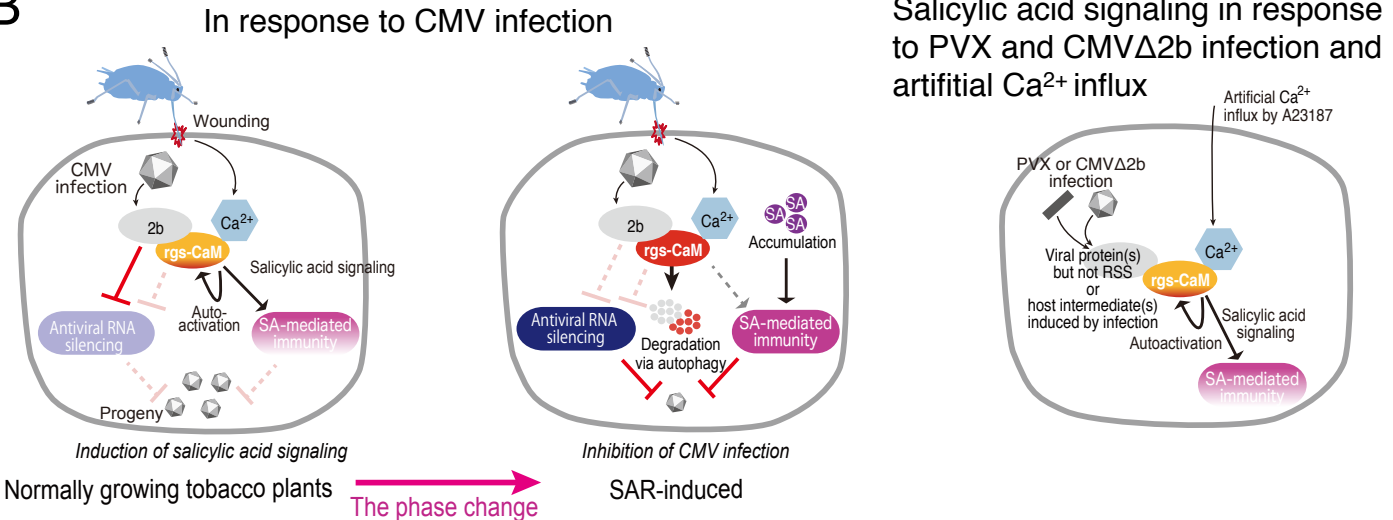 B
In response to CMV infection
Wounding
CMV
infection
2b
Ca2+
rgs-CaM
Salicylic acid signaling
Auto-
activation
Antiviral RNA
silencing
SA-mediated
immunity
Progeny
Induction of salicylic acid signaling
Normally growing tobacco plants
The phase change
2b
Ca2+
rgs-CaM
SA
SA
SA
Accumulation
Antiviral RNA
silencing
SA-mediated
immunity
Degradation
via autophagy
Inhibition of CMV infection
SAR-induced
Salicylic acid signaling in response
to PVX and CMVΔ2b infection and
artifitial Ca2+ influx
Artificial Ca2+
influx by A23187
PVX or CMVΔ2b
infection
Ca2+
Viral protein(s)
but not RSS
or
host intermediate(s)
induced by infection
rgs-CaM
Salicylic acid
signaling
Autoactivation
SA-mediated
immunity